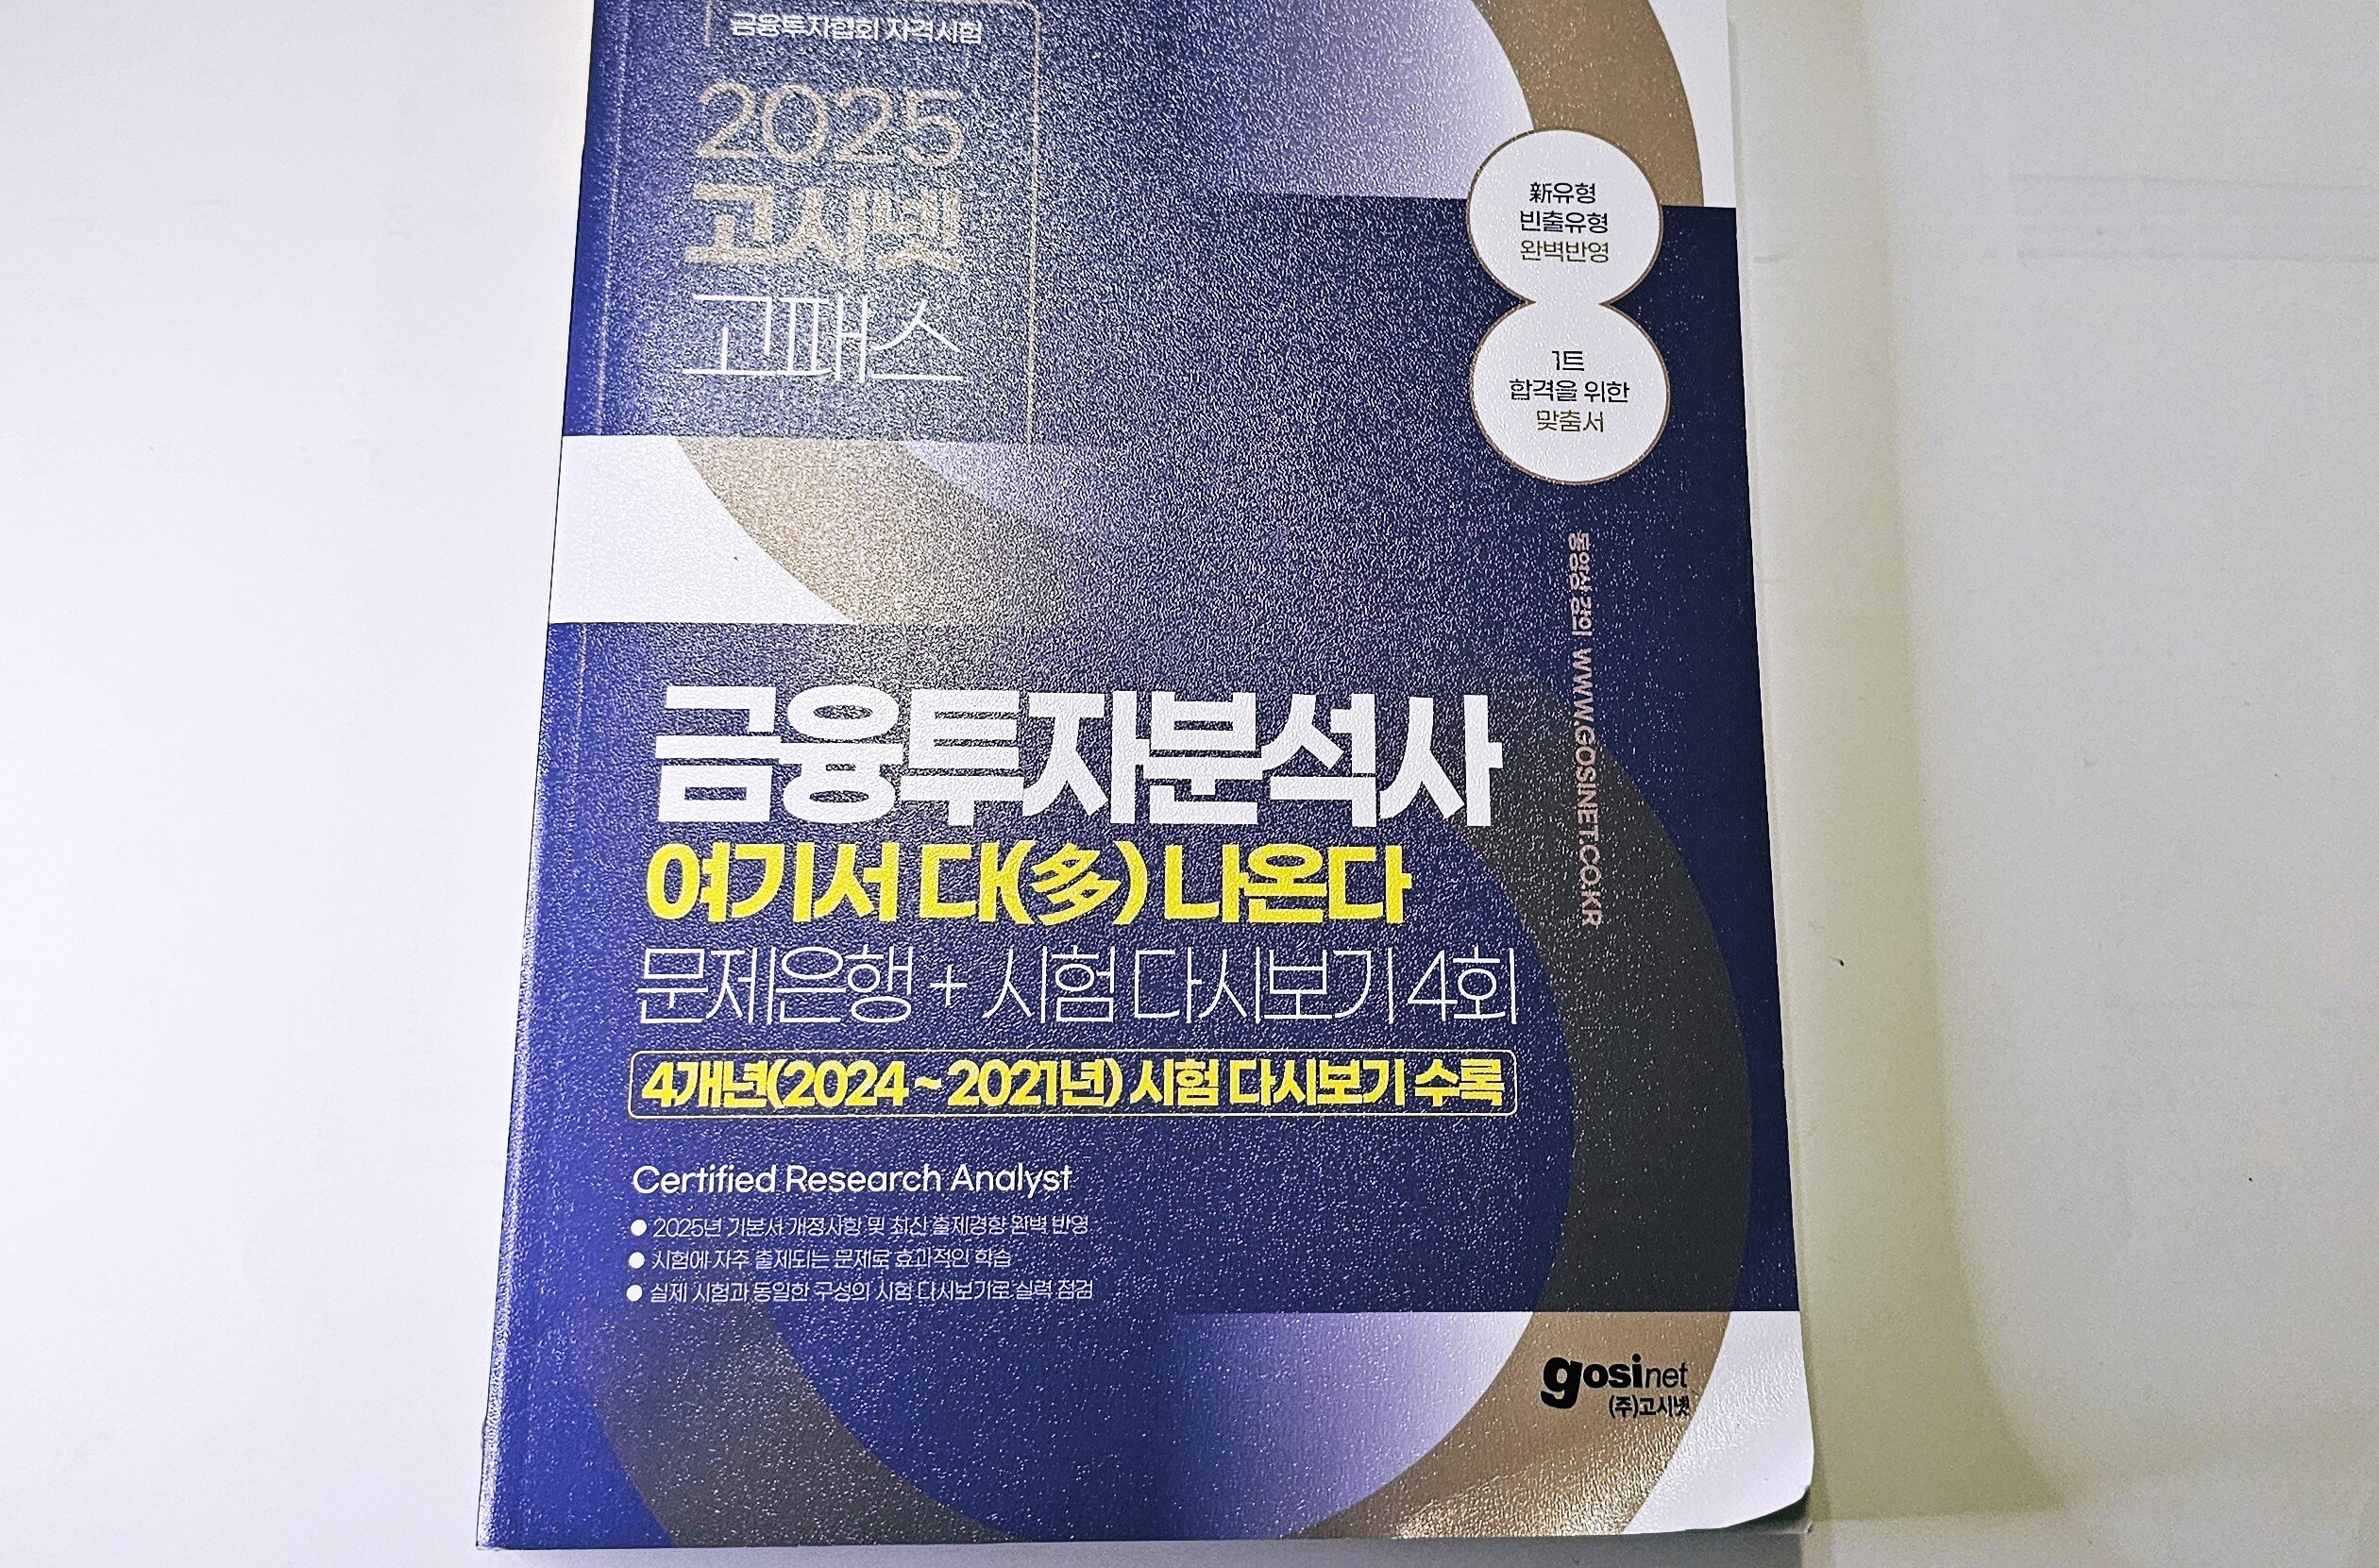 금융투자협회 자격시험
2025
고시넷
고패스
新유형
빈출유형
완벽반영
1트
합격을 위한
맞춤서
동영상 강의 WWW.GOSINET.CO.KR
금융투자분석사
여기서 다(多) 나온다
문제은행 + 시험 다시보기 4회
4개년(2024 ~ 2021년) 시험 다시보기 수록
Certified Research Analyst
● 2025년 기본서 개정사항 및 최신 출제경향 완벽 반영
● 시험에 자주 출제되는 문제로 효과적인 학습
● 실제 시험과 동일한 구성의 시험 다시보기로 실력 점검
gosinet
(주)고시넷